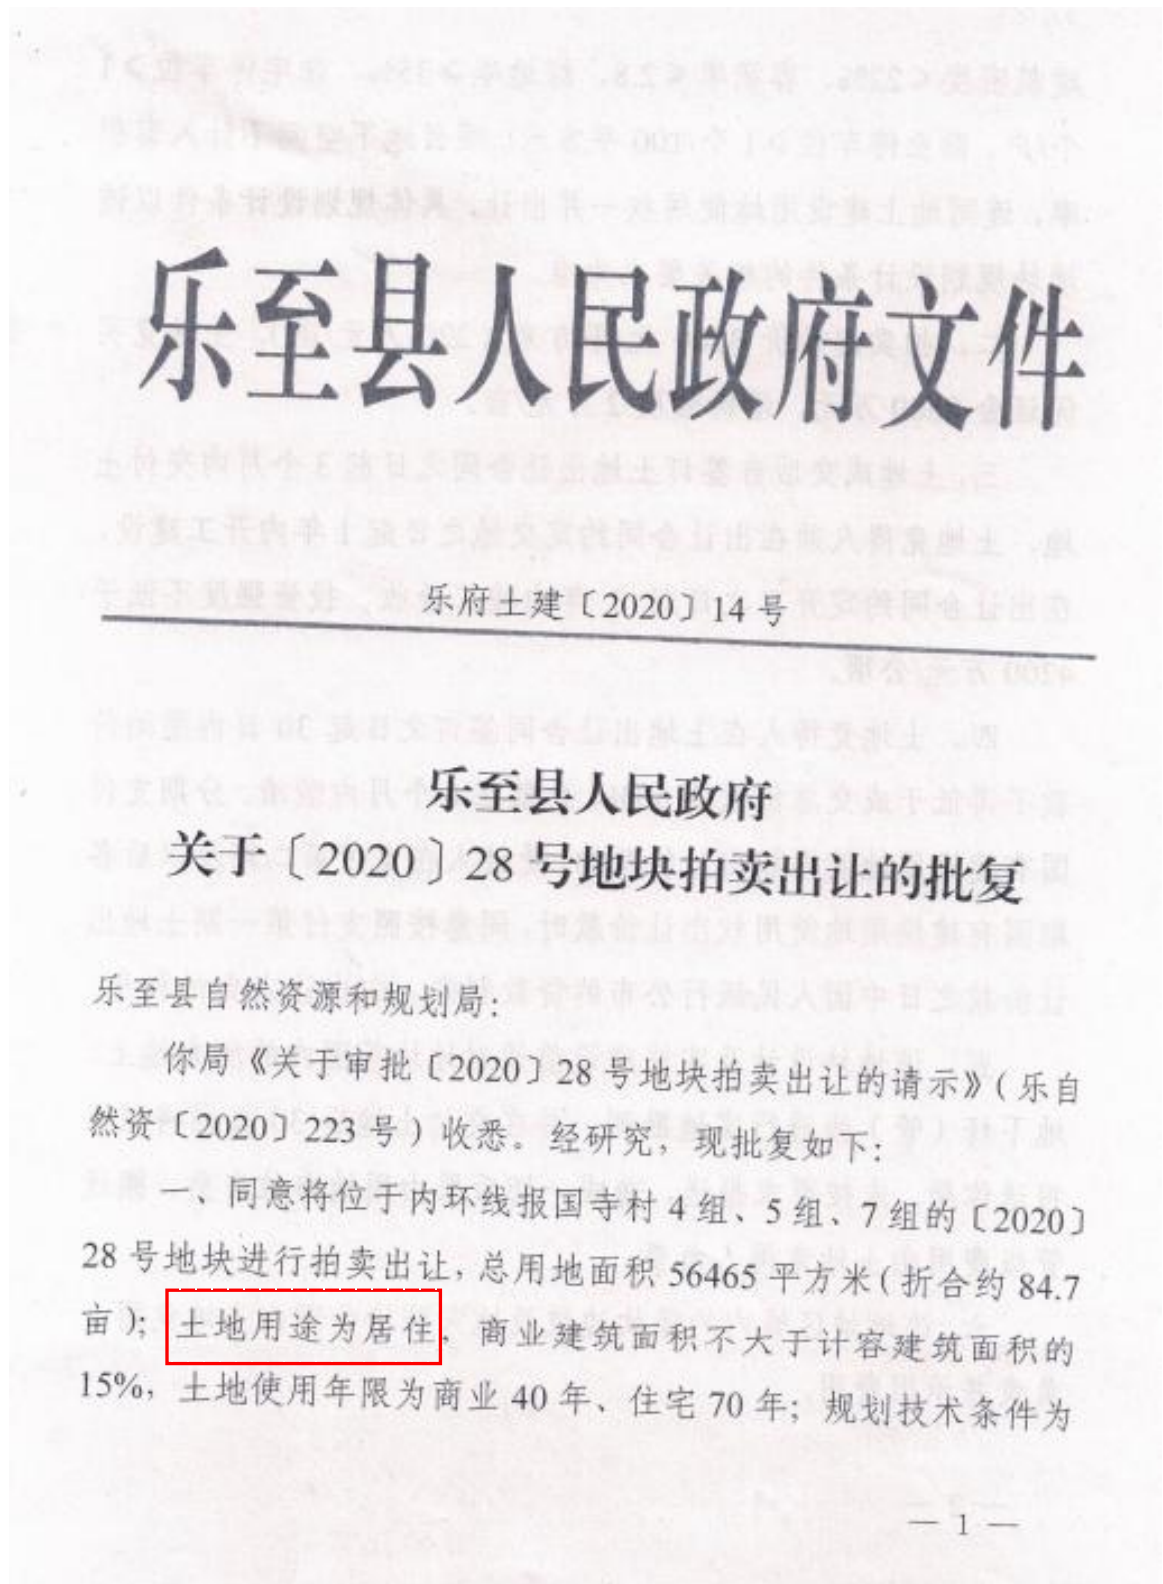 乐至县人民政府文件
乐府土建〔2020〕14号
乐至县人民政府
关于〔2020〕28号地块拍卖出让的批复
乐至县自然资源和规划局：
你局《关于审批〔2020〕28号地块拍卖出让的请示》（乐自
然资〔2020〕223号）收悉。经研究，现批复如下：
一、同意将位于内环线报国寺村4组、5组、7组的〔2020〕
28号地块进行拍卖出让，总用地面积56465平方米（折合约84.7
亩）；土地用途为居住，商业建筑面积不大于计容建筑面积的
15%，土地使用年限为商业40年、住宅70年；规划技术条件为
— 1 —